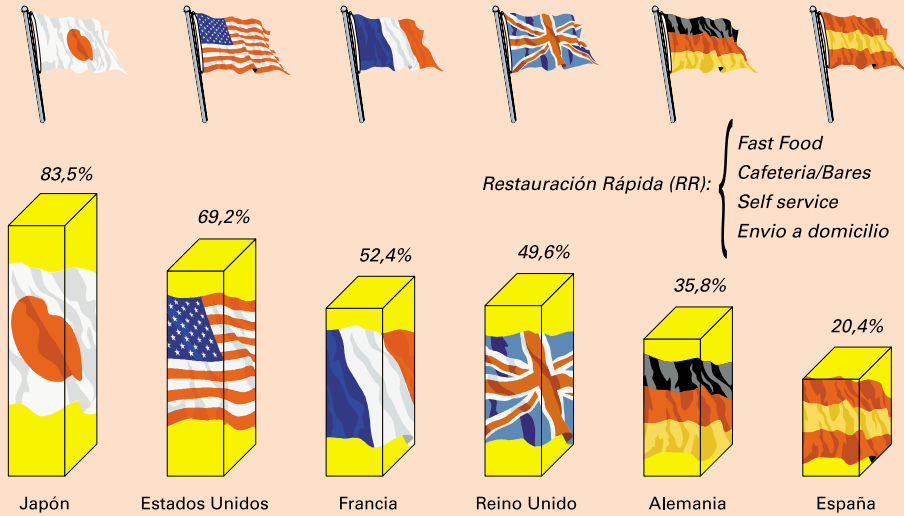 Restauración Rápida (RR):
Fast Food
Cafeteria/Bares
Self service
Envio a domicilio
83,5%
69,2%
52,4%
49,6%
35,8%
20,4%
Japón
Estados Unidos
Francia
Reino Unido
Alemania
España